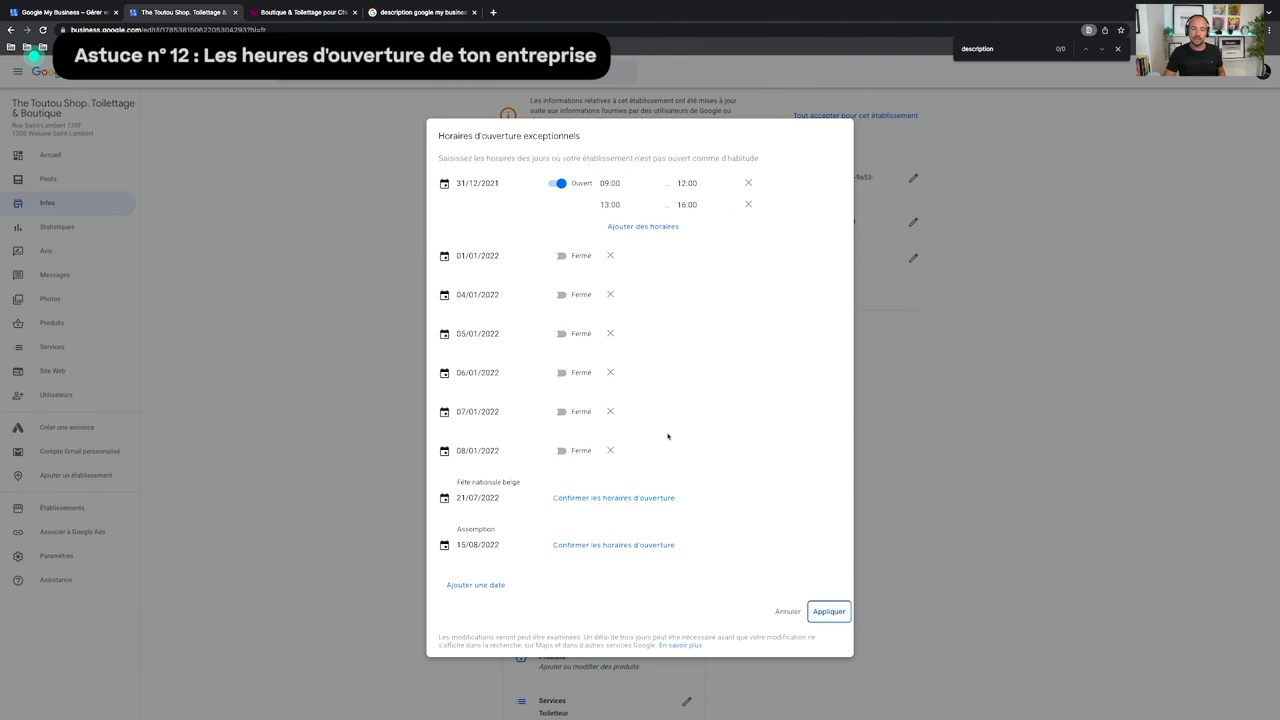 Google My Business – Gérer vo
The Toutou Shop. Toilettage &
Boutique & Toilettage pour Chi
description google my busines
business.google.com/edit/l/17853815062205304293?hl=fr
description
0/0
Astuce n° 12 : Les heures d'ouverture de ton entreprise
The Toutou Shop. Toilettage
& Boutique
Rue Saint-Lambert 135F
1200 Woluwe Saint Lambert
Accueil
Posts
Infos
Statistiques
Avis
Messages
Photos
Produits
Services
Site Web
Utilisateurs
Créer une annonce
Compte Gmail personnalisé
Ajouter un établissement
Établissements
Associer à Google Ads
Paramètres
Assistance
Les informations relatives à cet établissement ont été mises à jour
suite aux informations fournies par des utilisateurs de Google ou
Tout accepter pour cet établissement
-9a53-
Horaires d'ouverture exceptionnels
Saisissez les horaires des jours où votre établissement n'est pas ouvert comme d'habitude
31/12/2021 Ouvert 09:00 – 12:00
13:00 – 16:00
Ajouter des horaires
01/01/2022 Fermé
04/01/2022 Fermé
05/01/2022 Fermé
06/01/2022 Fermé
07/01/2022 Fermé
08/01/2022 Fermé
Fête nationale belge
21/07/2022 Confirmer les horaires d'ouverture
Assomption
15/08/2022 Confirmer les horaires d'ouverture
Ajouter une date
Annuler Appliquer
Les modifications seront peut-être examinées. Un délai de trois jours peut être nécessaire avant que votre modification ne
s'affiche dans la recherche, sur Maps et dans d'autres services Google. En savoir plus
Produits
Ajouter ou modifier des produits
Services
Toiletteur